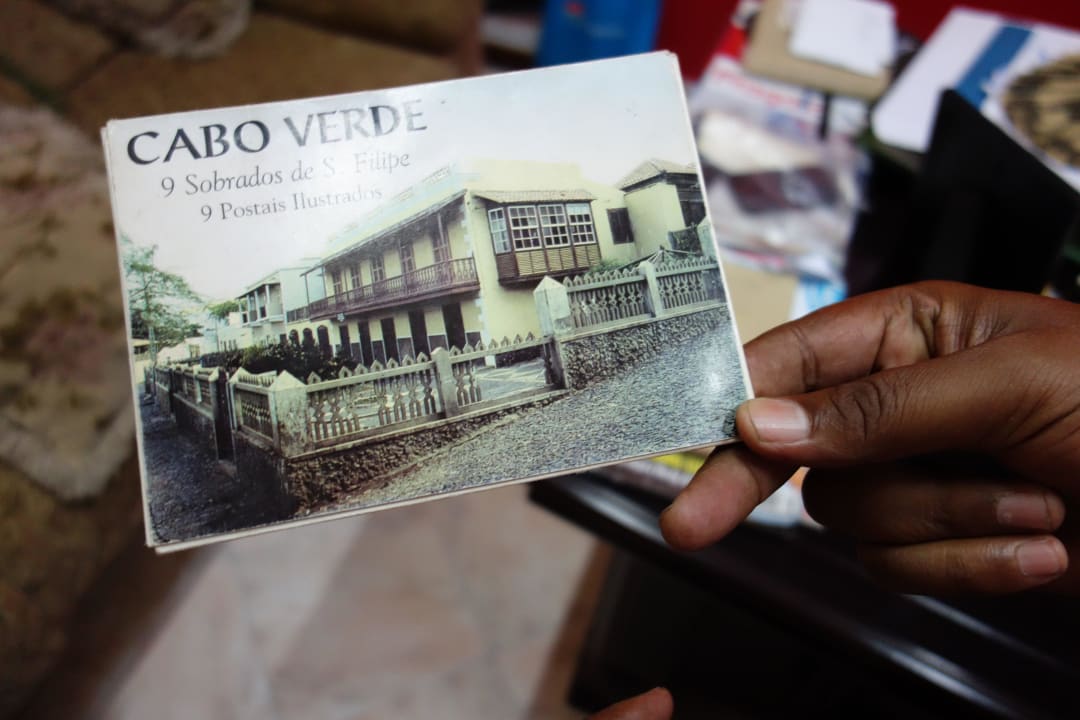 CABO VERDE
9 Sobrados de S. Filipe
9 Postais Ilustrados